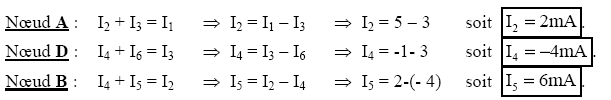 Nœud A : I₂ + I₃ = I₁ ⇒ I₂ = I₁ – I₃ ⇒ I₂ = 5 – 3 soit I₂ = 2mA.
Nœud D : I₄ + I₆ = I₃ ⇒ I₄ = I₃ – I₆ ⇒ I₄ = -1- 3 soit I₄ = –4mA.
Nœud B : I₄ + I₅ = I₂ ⇒ I₅ = I₂ – I₄ ⇒ I₅ = 2-(- 4) soit I₅ = 6mA